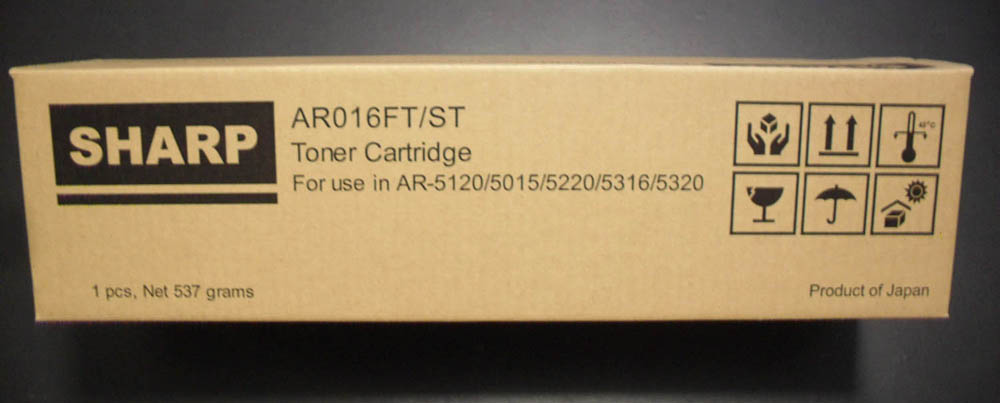 SHARP
AR016FT/ST
Toner Cartridge
For use in AR-5120/5015/5220/5316/5320
1 pcs, Net 537 grams
Product of Japan